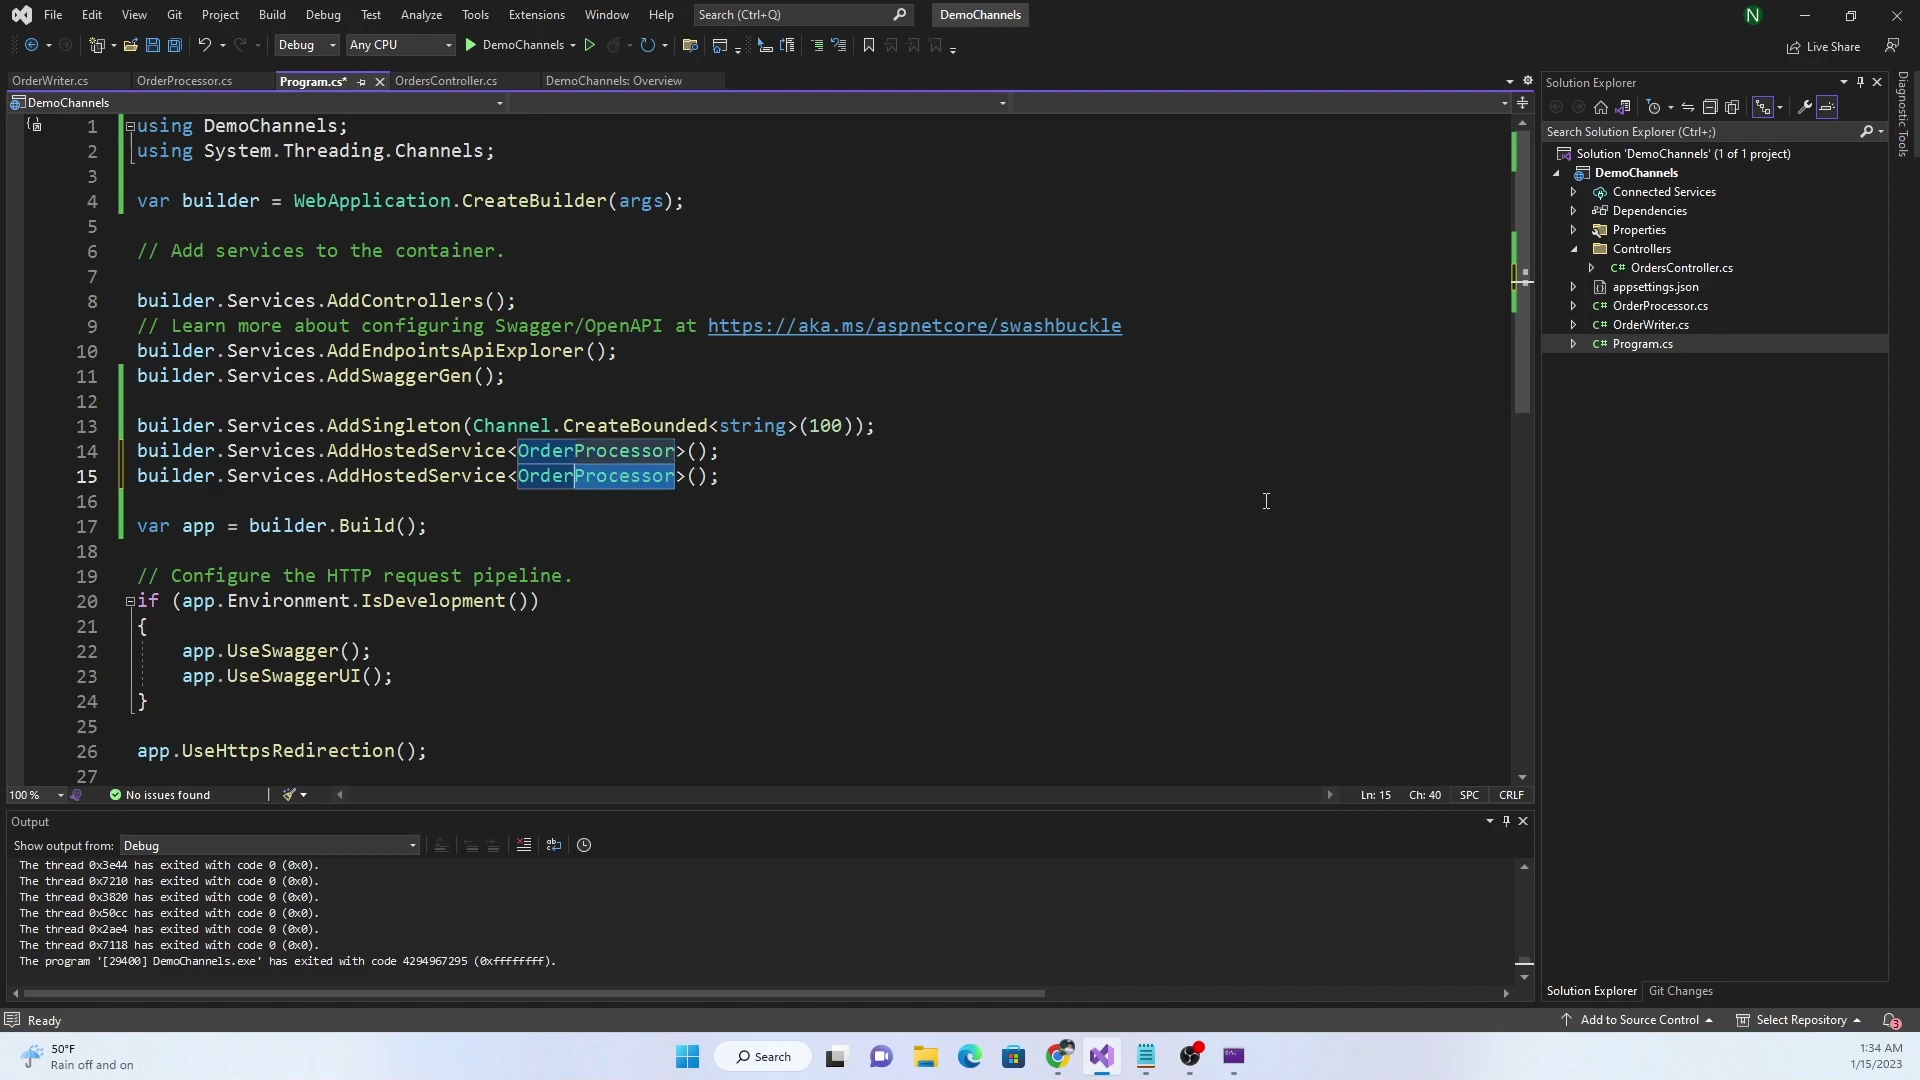 File Edit View Git Project Build Debug Test Analyze Tools Extensions Window Help Search (Ctrl+Q) DemoChannels N
Debug Any CPU DemoChannels Live Share
OrderWriter.cs OrderProcessor.cs Program.cs* OrdersController.cs DemoChannels: Overview
DemoChannels
1 using DemoChannels;
2 using System.Threading.Channels;
3
4 var builder = WebApplication.CreateBuilder(args);
5
6 // Add services to the container.
7
8 builder.Services.AddControllers();
9 // Learn more about configuring Swagger/OpenAPI at https://aka.ms/aspnetcore/swashbuckle
10 builder.Services.AddEndpointsApiExplorer();
11 builder.Services.AddSwaggerGen();
12
13 builder.Services.AddSingleton(Channel.CreateBounded<string>(100));
14 builder.Services.AddHostedService<OrderProcessor>();
15 builder.Services.AddHostedService<OrderProcessor>();
16
17 var app = builder.Build();
18
19 // Configure the HTTP request pipeline.
20 if (app.Environment.IsDevelopment())
21 {
22 app.UseSwagger();
23 app.UseSwaggerUI();
24 }
25
26 app.UseHttpsRedirection();
27
100 % No issues found Ln: 15 Ch: 40 SPC CRLF
Output
Show output from: Debug
The thread 0x3e44 has exited with code 0 (0x0).
The thread 0x7210 has exited with code 0 (0x0).
The thread 0x3820 has exited with code 0 (0x0).
The thread 0x50cc has exited with code 0 (0x0).
The thread 0x2ae4 has exited with code 0 (0x0).
The thread 0x7118 has exited with code 0 (0x0).
The program '[29400] DemoChannels.exe' has exited with code 4294967295 (0xffffffff).
Solution Explorer
Search Solution Explorer (Ctrl+;)
Solution 'DemoChannels' (1 of 1 project)
DemoChannels
Connected Services
Dependencies
Properties
Controllers
C# OrdersController.cs
appsettings.json
C# OrderProcessor.cs
C# OrderWriter.cs
C# Program.cs
Solution Explorer Git Changes
Diagnostic Tools
Ready Add to Source Control Select Repository 3
50°F
Rain off and on
Search
1:34 AM
1/15/2023